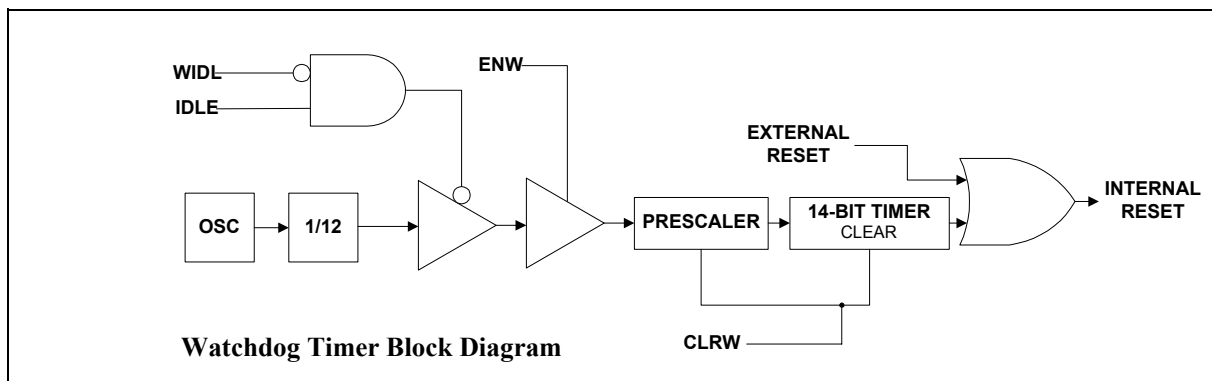 WIDL
IDLE
ENW
EXTERNAL
RESET
INTERNAL
RESET
OSC
1/12
PRESCALER
14-BIT TIMER
CLEAR
CLRW
Watchdog Timer Block Diagram